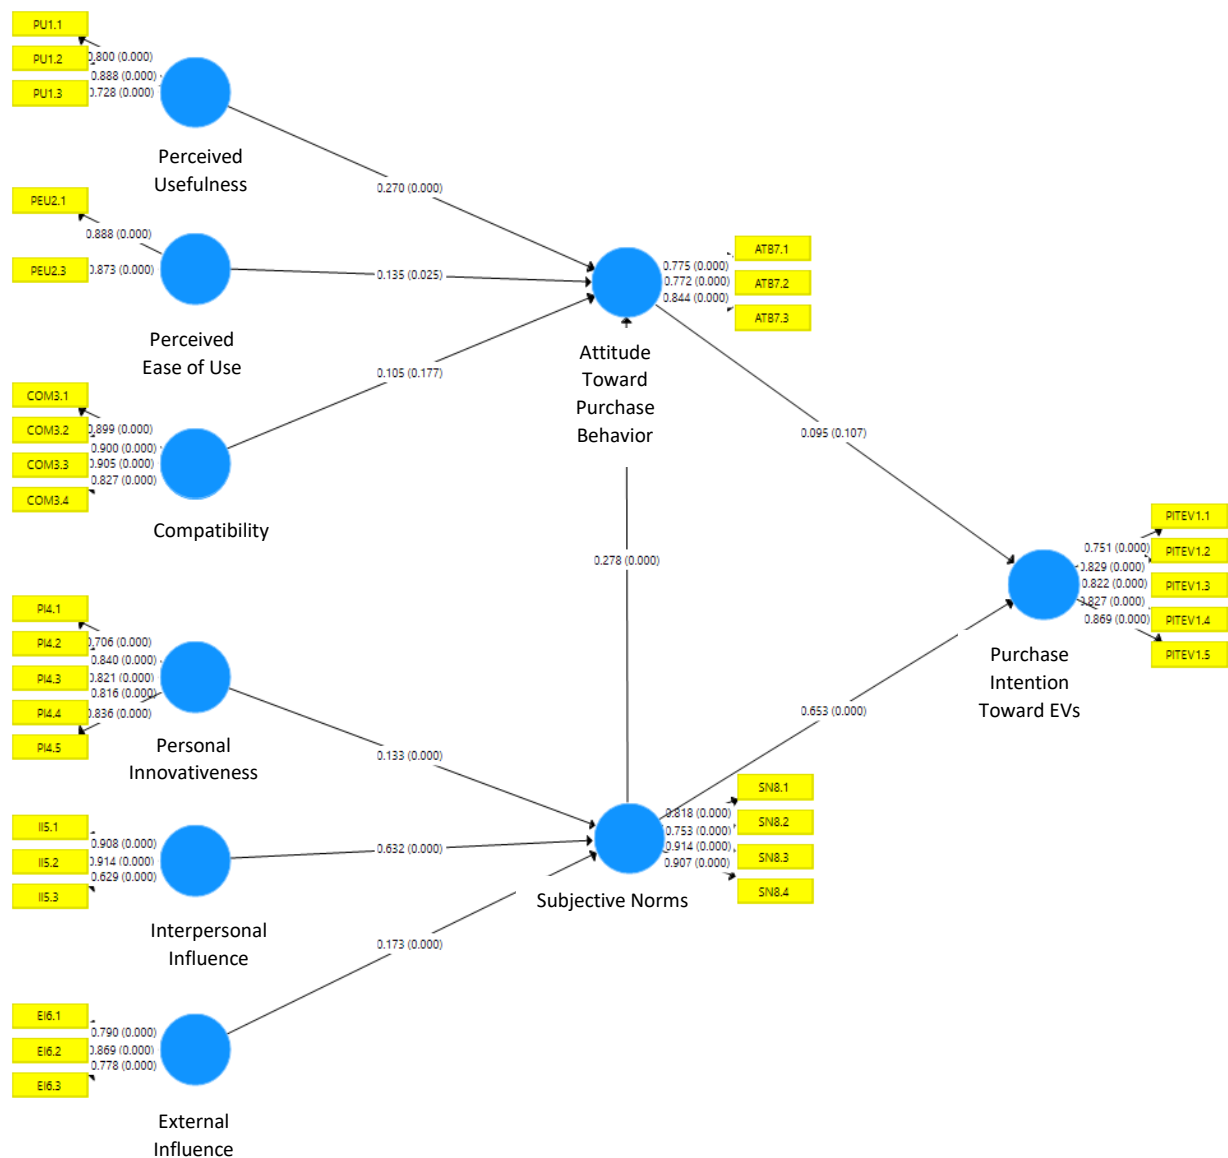 PU1.1
PU1.2
PU1.3
0.800 (0.000)
0.888 (0.000)
0.728 (0.000)
Perceived
Usefulness
0.270 (0.000)
PEU2.1
PEU2.3
0.888 (0.000)
0.873 (0.000)
Perceived
Ease of Use
0.135 (0.025)
COM3.1
COM3.2
COM3.3
COM3.4
0.899 (0.000)
0.900 (0.000)
0.905 (0.000)
0.827 (0.000)
Compatibility
0.105 (0.177)
0.775 (0.000)
0.772 (0.000)
0.844 (0.000)
ATB7.1
ATB7.2
ATB7.3
Attitude
Toward
Purchase
Behavior
0.095 (0.107)
0.278 (0.000)
PI4.1
PI4.2
PI4.3
PI4.4
PI4.5
0.706 (0.000)
0.840 (0.000)
0.821 (0.000)
0.816 (0.000)
0.836 (0.000)
Personal
Innovativeness
0.133 (0.000)
II5.1
II5.2
II5.3
0.908 (0.000)
0.914 (0.000)
0.629 (0.000)
Interpersonal
Influence
0.632 (0.000)
EI6.1
EI6.2
EI6.3
0.790 (0.000)
0.869 (0.000)
0.778 (0.000)
External
Influence
0.173 (0.000)
0.818 (0.000)
0.753 (0.000)
0.914 (0.000)
0.907 (0.000)
SN8.1
SN8.2
SN8.3
SN8.4
Subjective Norms
0.653 (0.000)
0.751 (0.000)
0.829 (0.000)
0.822 (0.000)
0.827 (0.000)
0.869 (0.000)
PITEV1.1
PITEV1.2
PITEV1.3
PITEV1.4
PITEV1.5
Purchase
Intention
Toward EVs